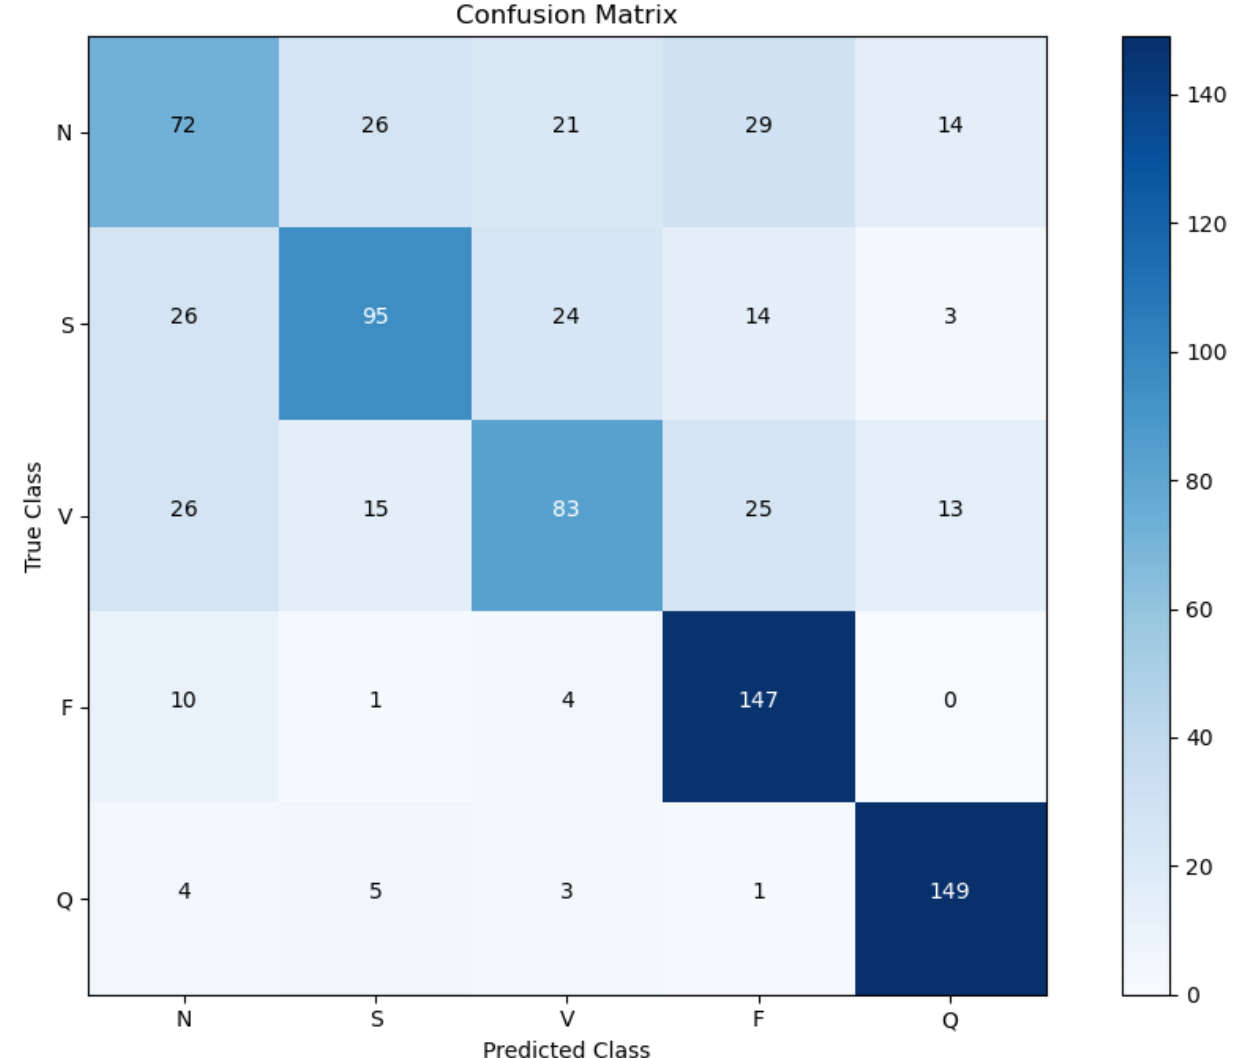 Confusion Matrix
N 72 26 21 29 14
S 26 95 24 14 3
V 26 15 83 25 13
F 10 1 4 147 0
Q 4 5 3 1 149
N S V F Q
Predicted Class
True Class
140
120
100
80
60
40
20
0